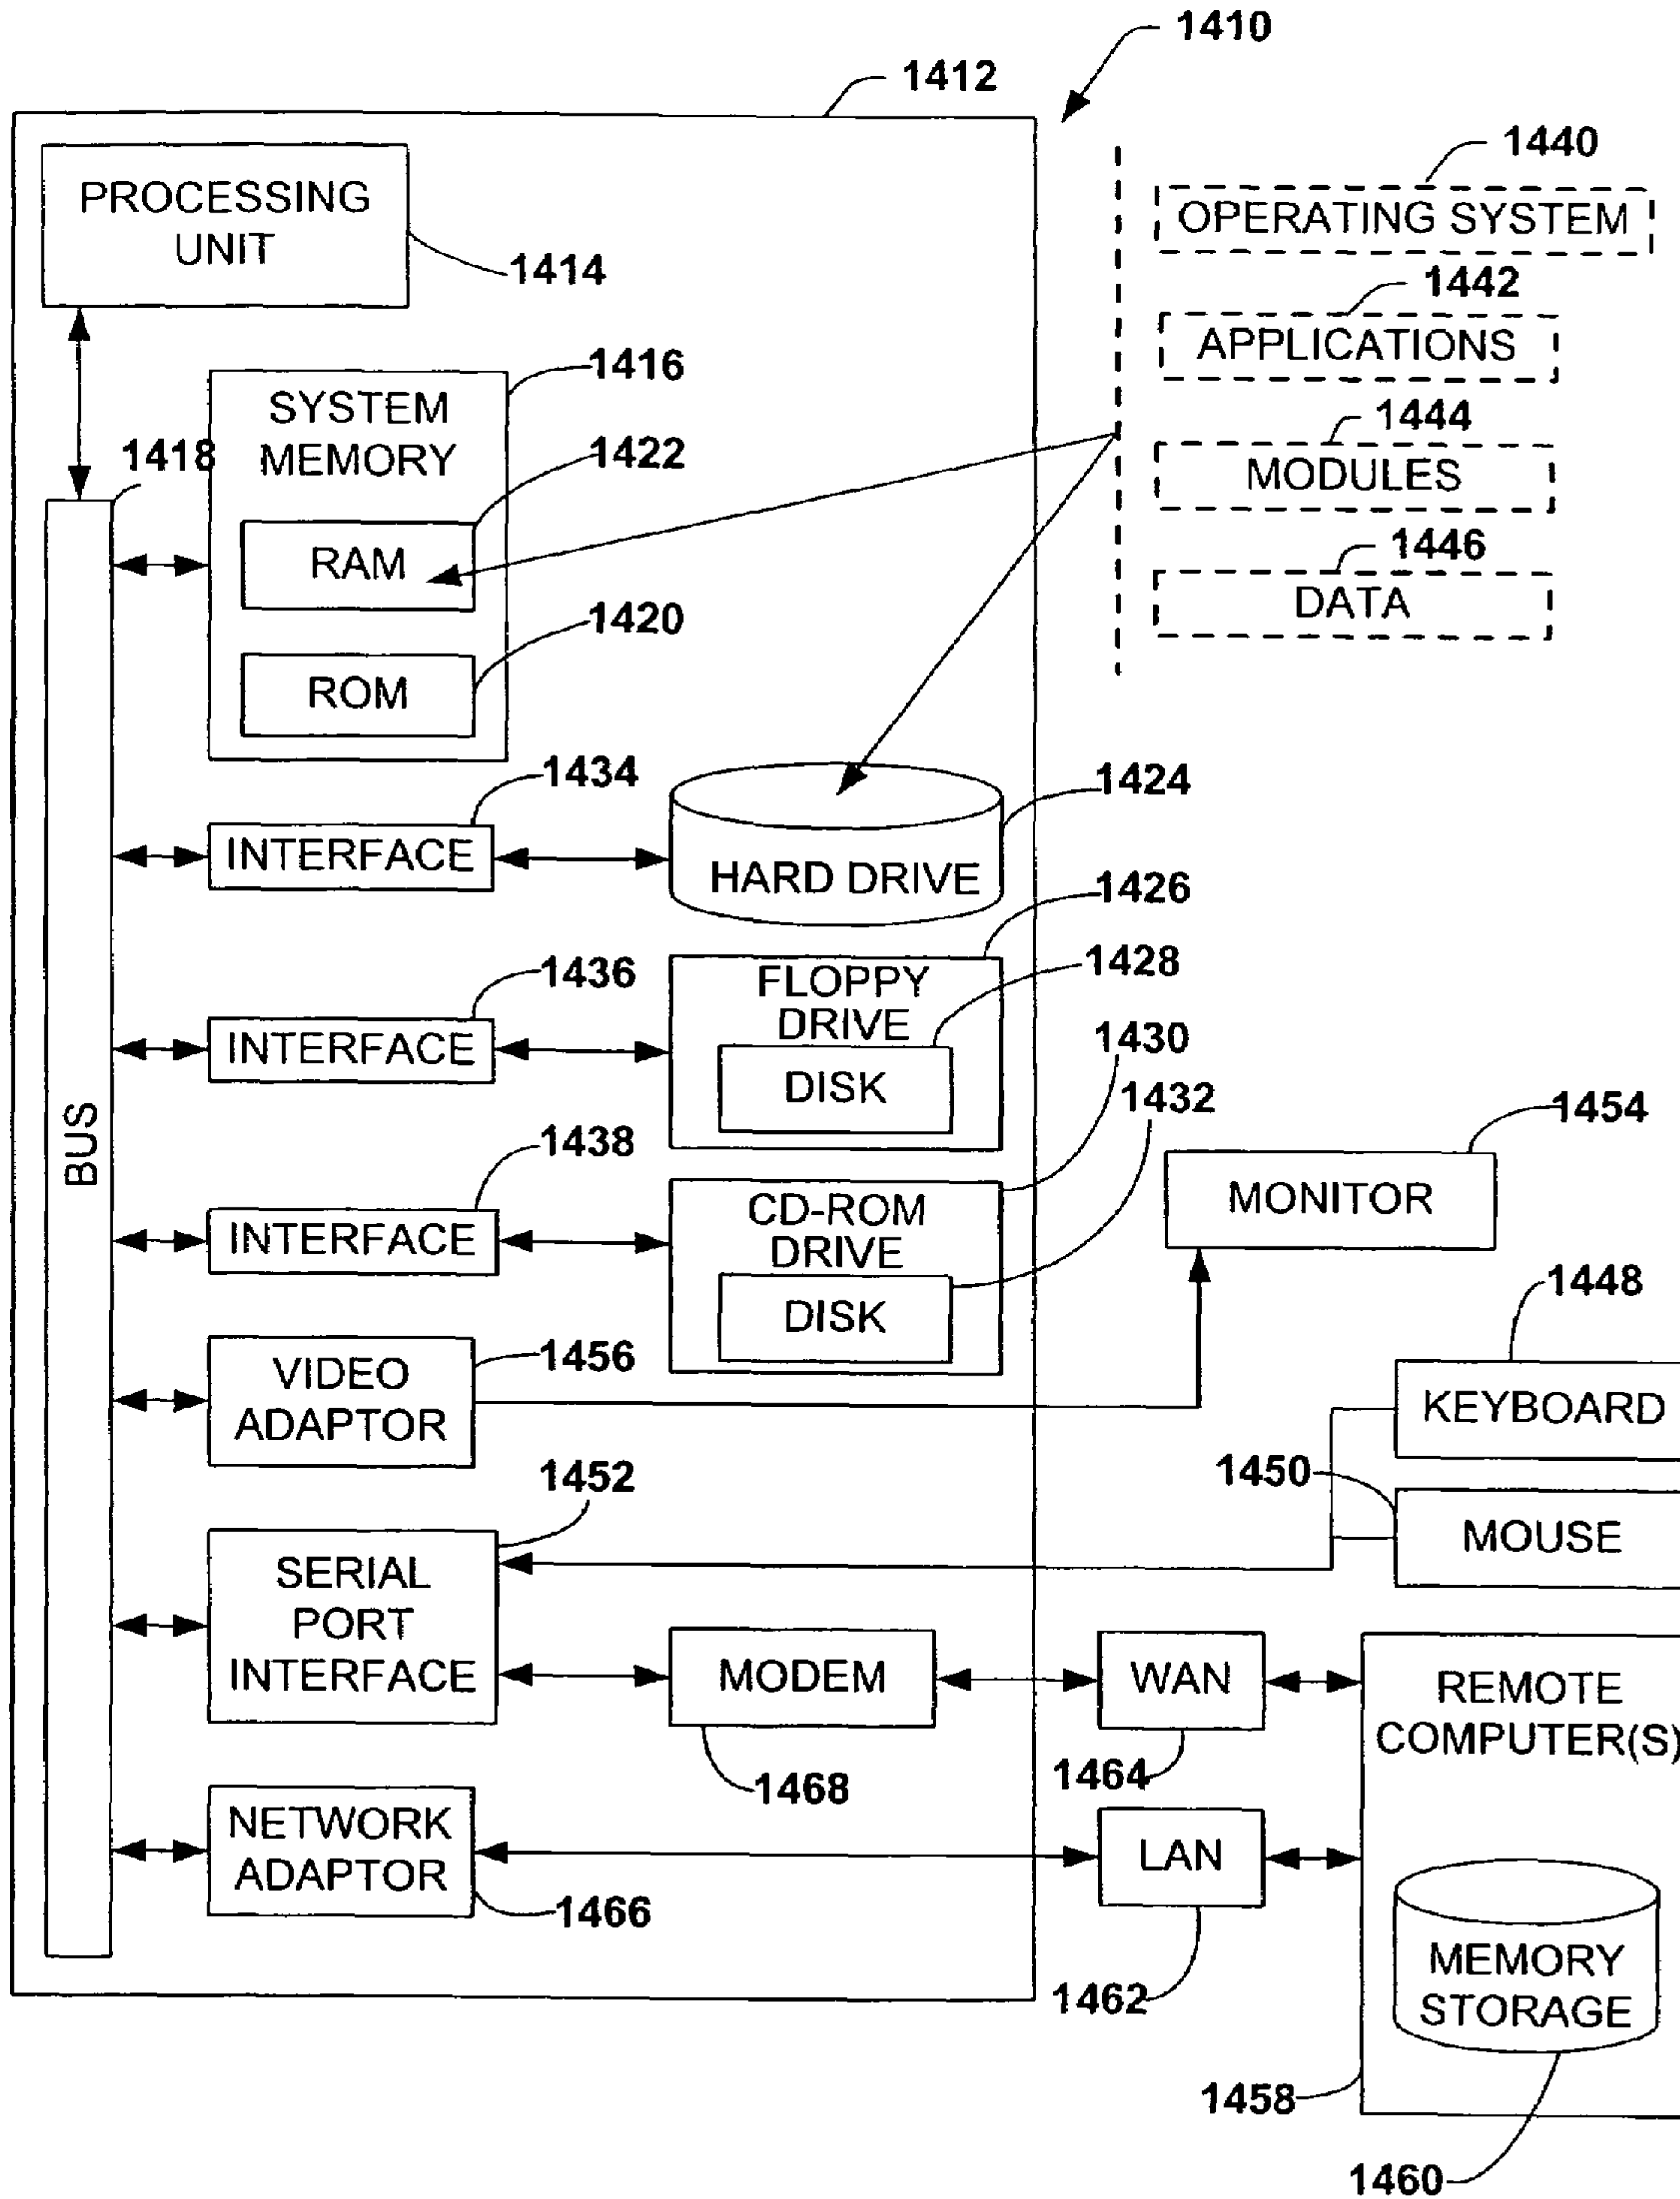 1410
1412
1440
PROCESSING
UNIT
1414
OPERATING SYSTEM
1442
APPLICATIONS
1416
SYSTEM
MEMORY
1418
1422
1444
MODULES
RAM
1446
DATA
1420
ROM
1434
INTERFACE
1424
HARD DRIVE
1426
1436
INTERFACE
FLOPPY
DRIVE
1428
DISK
1430
1432
BUS
1438
INTERFACE
CD-ROM
DRIVE
DISK
1454
MONITOR
1448
KEYBOARD
1456
VIDEO
ADAPTOR
1450
MOUSE
1452
SERIAL
PORT
INTERFACE
MODEM
1468
WAN
1464
REMOTE
COMPUTER(S)
NETWORK
ADAPTOR
1466
LAN
1462
MEMORY
STORAGE
1458
1460